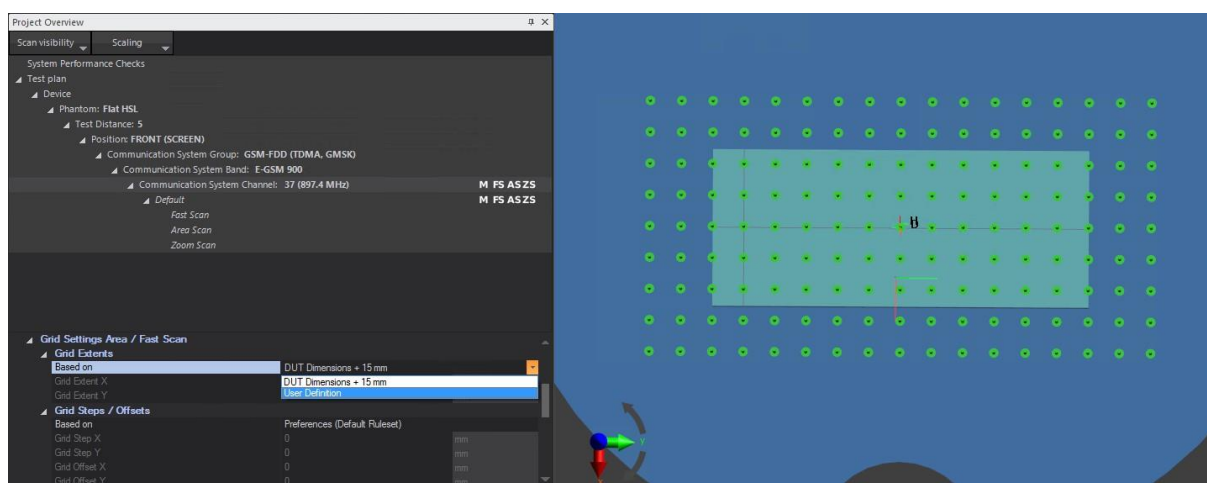 Project Overview
Scan visibility Scaling
System Performance Checks
Test plan
Device
Phantom: Flat HSL
Test Distance: 5
Position: FRONT (SCREEN)
Communication System Group: GSM-FDD (TDMA, GMSK)
Communication System Band: E-GSM 900
Communication System Channel: 37 (897.4 MHz) M FS AS ZS
Default M FS AS ZS
Fast Scan
Area Scan
Zoom Scan
Grid Settings Area / Fast Scan
Grid Extents
Based on DUT Dimensions + 15 mm
Grid Extent X DUT Dimensions + 15 mm
Grid Extent Y User Definition
Grid Steps / Offsets
Based on Preferences (Default Ruleset)
Grid Step X 0 mm
Grid Step Y 0 mm
Grid Offset X 0 mm
Grid Offset Y 0 mm
Y